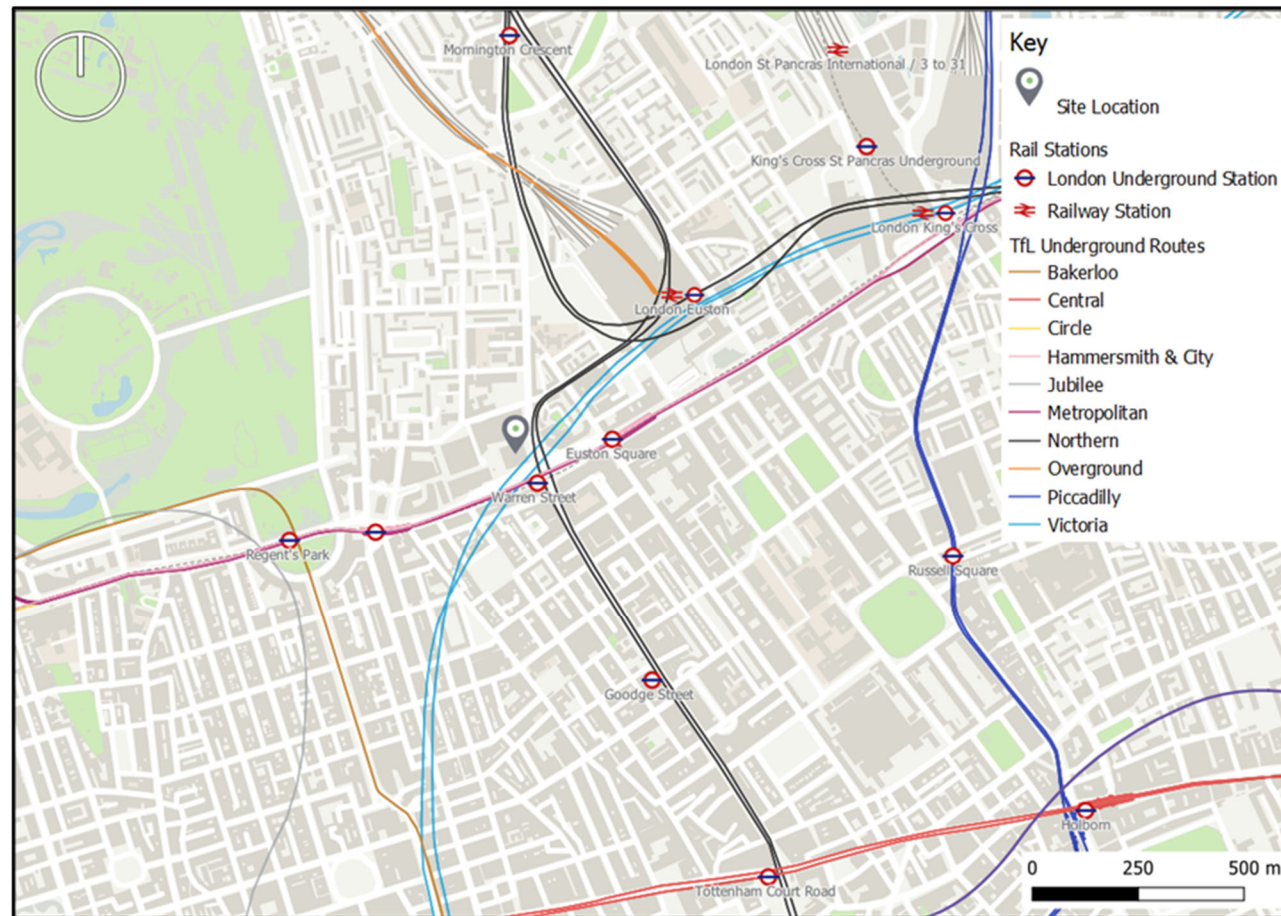 Mornington Crescent
London St Pancras International / 3 to 31
King's Cross St Pancras Underground
London King's Cross
London Euston
Euston Square
Warren Street
Regent's Park
Russell Square
Goodge Street
Holborn
Tottenham Court Road
Key
Site Location
Rail Stations
London Underground Station
Railway Station
TfL Underground Routes
Bakerloo
Central
Circle
Hammersmith & City
Jubilee
Metropolitan
Northern
Overground
Piccadilly
Victoria
0 250 500 m